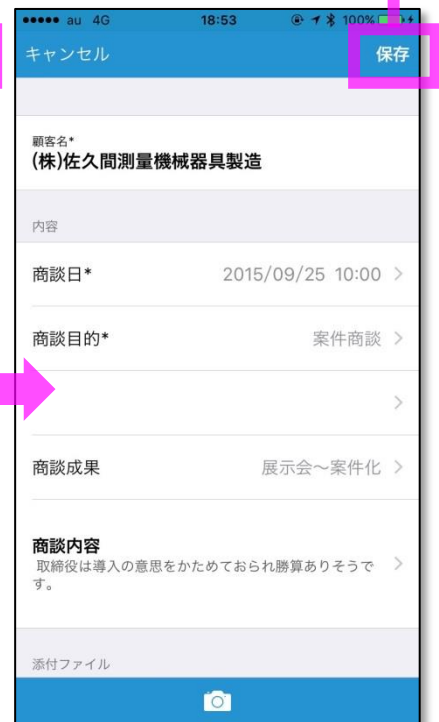 au 4G 18:53 100%
キャンセル 保存
顧客名*
(株)佐久間測量機械器具製造
内容
商談日* 2015/09/25 10:00
商談目的* 案件商談
商談成果 展示会〜案件化
商談内容
取締役は導入の意思をかためておられ勝算ありそうで
す。
添付ファイル